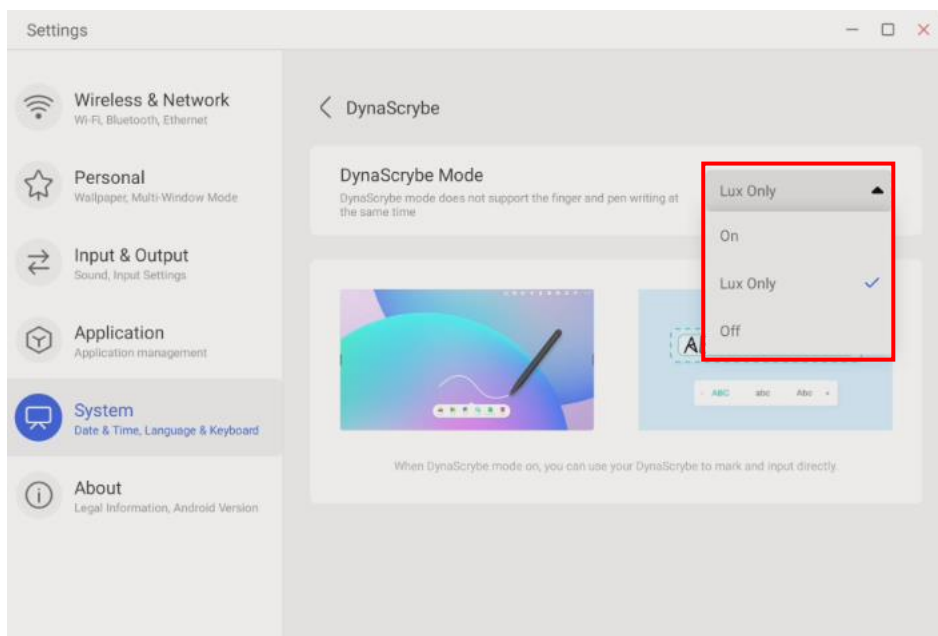 Settings
Wireless & Network
Wi-Fi, Bluetooth, Ethernet
Personal
Wallpaper, Multi-Window Mode
Input & Output
Sound, Input Settings
Application
Application management
System
Date & Time, Language & Keyboard
About
Legal Information, Android Version
DynaScrybe
DynaScrybe Mode
DynaScrybe mode does not support the finger and pen writing at
the same time
Lux Only
On
Lux Only
Off
ABC abc Abc
When DynaScrybe mode on, you can use your DynaScrybe to mark and input directly.